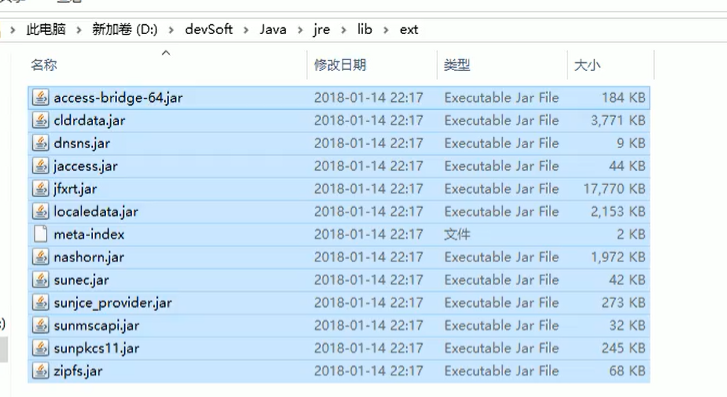 此电脑 > 新加卷 (D:) > devSoft > Java > jre > lib > ext
名称 修改日期 类型 大小
access-bridge-64.jar 2018-01-14 22:17 Executable Jar File 184 KB
cldrdata.jar 2018-01-14 22:17 Executable Jar File 3,771 KB
dnsns.jar 2018-01-14 22:17 Executable Jar File 9 KB
jaccess.jar 2018-01-14 22:17 Executable Jar File 44 KB
jfxrt.jar 2018-01-14 22:17 Executable Jar File 17,770 KB
localedata.jar 2018-01-14 22:17 Executable Jar File 2,153 KB
meta-index 2018-01-14 22:17 文件 2 KB
nashorn.jar 2018-01-14 22:17 Executable Jar File 1,972 KB
sunec.jar 2018-01-14 22:17 Executable Jar File 42 KB
sunjce_provider.jar 2018-01-14 22:17 Executable Jar File 273 KB
sunmscapi.jar 2018-01-14 22:17 Executable Jar File 32 KB
sunpkcs11.jar 2018-01-14 22:17 Executable Jar File 245 KB
zipfs.jar 2018-01-14 22:17 Executable Jar File 68 KB